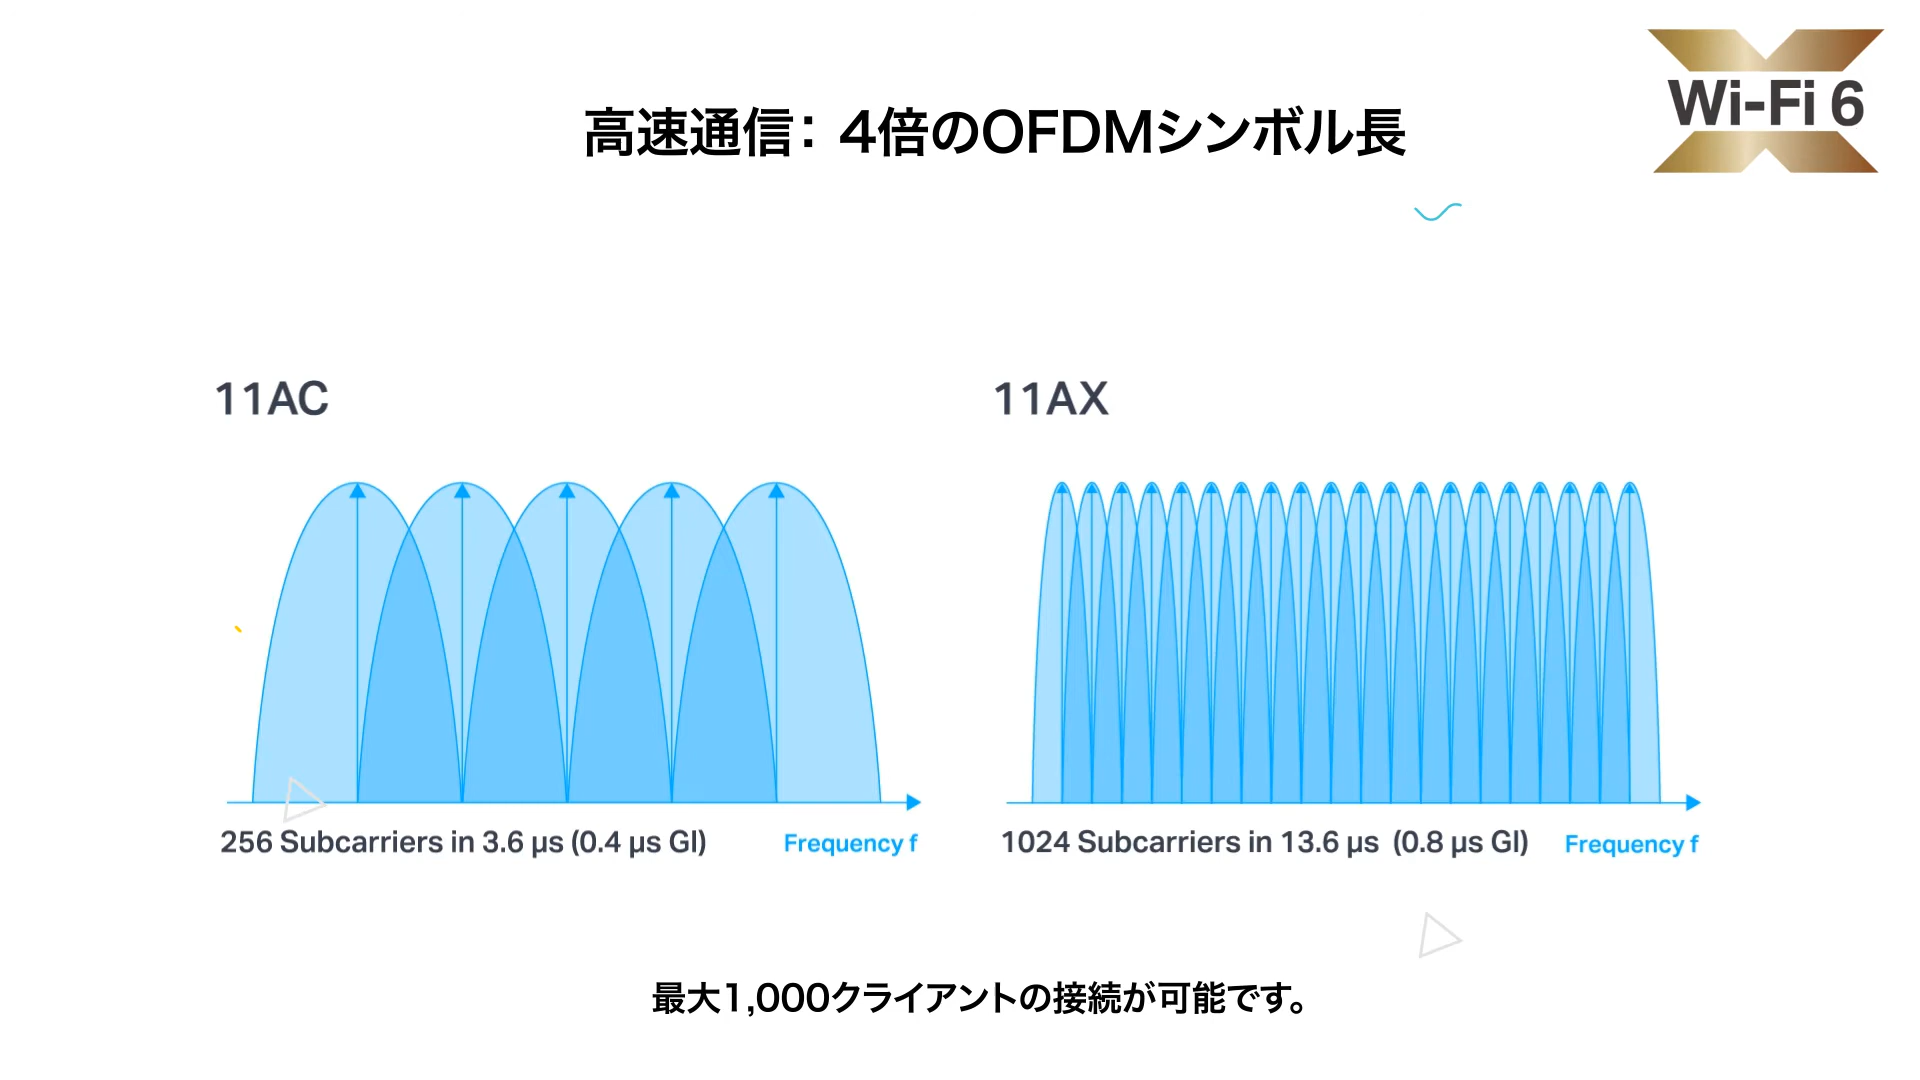 高速通信： 4倍のOFDMシンボル長
Wi-Fi 6
11AC
11AX
256 Subcarriers in 3.6 µs (0.4 µs GI)
Frequency f
1024 Subcarriers in 13.6 µs (0.8 µs GI)
Frequency f
最大1,000クライアントの接続が可能です。